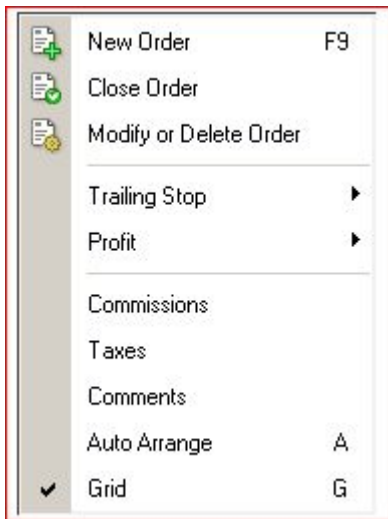 New Order F9
Close Order
Modify or Delete Order
Trailing Stop
Profit
Commissions
Taxes
Comments
Auto Arrange A
Grid G